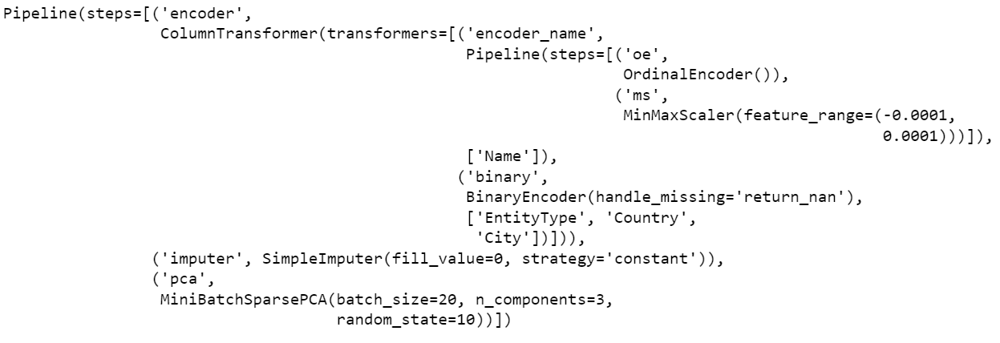 Pipeline(steps=[('encoder',
ColumnTransformer(transformers=[('encoder_name',
Pipeline(steps=[('oe',
OrdinalEncoder()),
('ms',
MinMaxScaler(feature_range=(-0.0001,
0.0001)))]),
['Name']),
('binary',
BinaryEncoder(handle_missing='return_nan'),
['EntityType', 'Country',
'City'])])),
('imputer', SimpleImputer(fill_value=0, strategy='constant')),
('pca',
MiniBatchSparsePCA(batch_size=20, n_components=3,
random_state=10))])